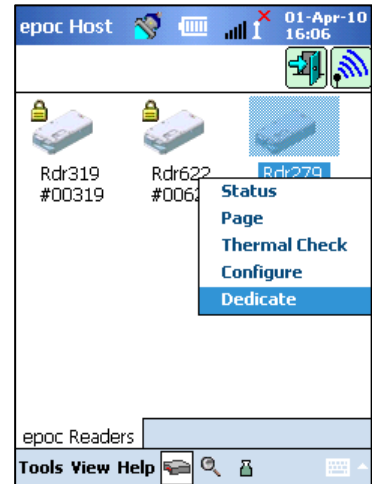 epoc Host
01-Apr-10
16:06
Rdr319
#00319
Rdr622
#0062
Rdr279
Status
Page
Thermal Check
Configure
Dedicate
epoc Readers
Tools View Help